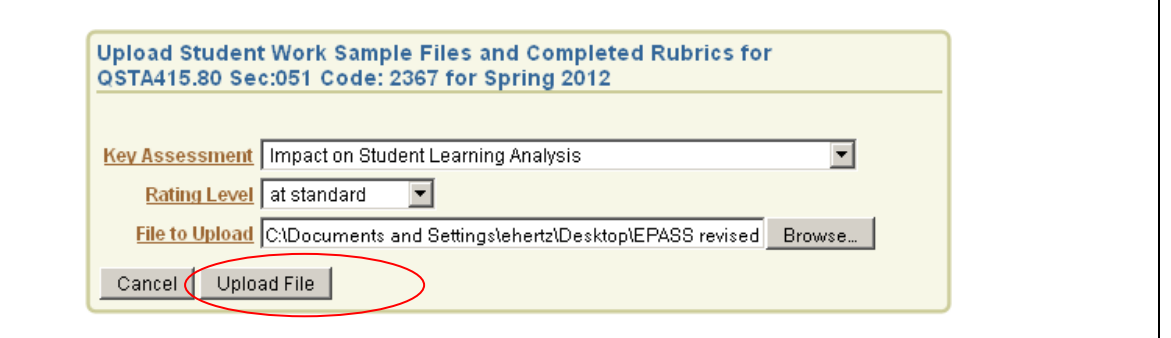 Upload Student Work Sample Files and Completed Rubrics for
QSTA415.80 Sec:051 Code: 2367 for Spring 2012
Key Assessment Impact on Student Learning Analysis
Rating Level at standard
File to Upload C:\Documents and Settings\ehertz\Desktop\EPASS revised Browse...
Cancel Upload File